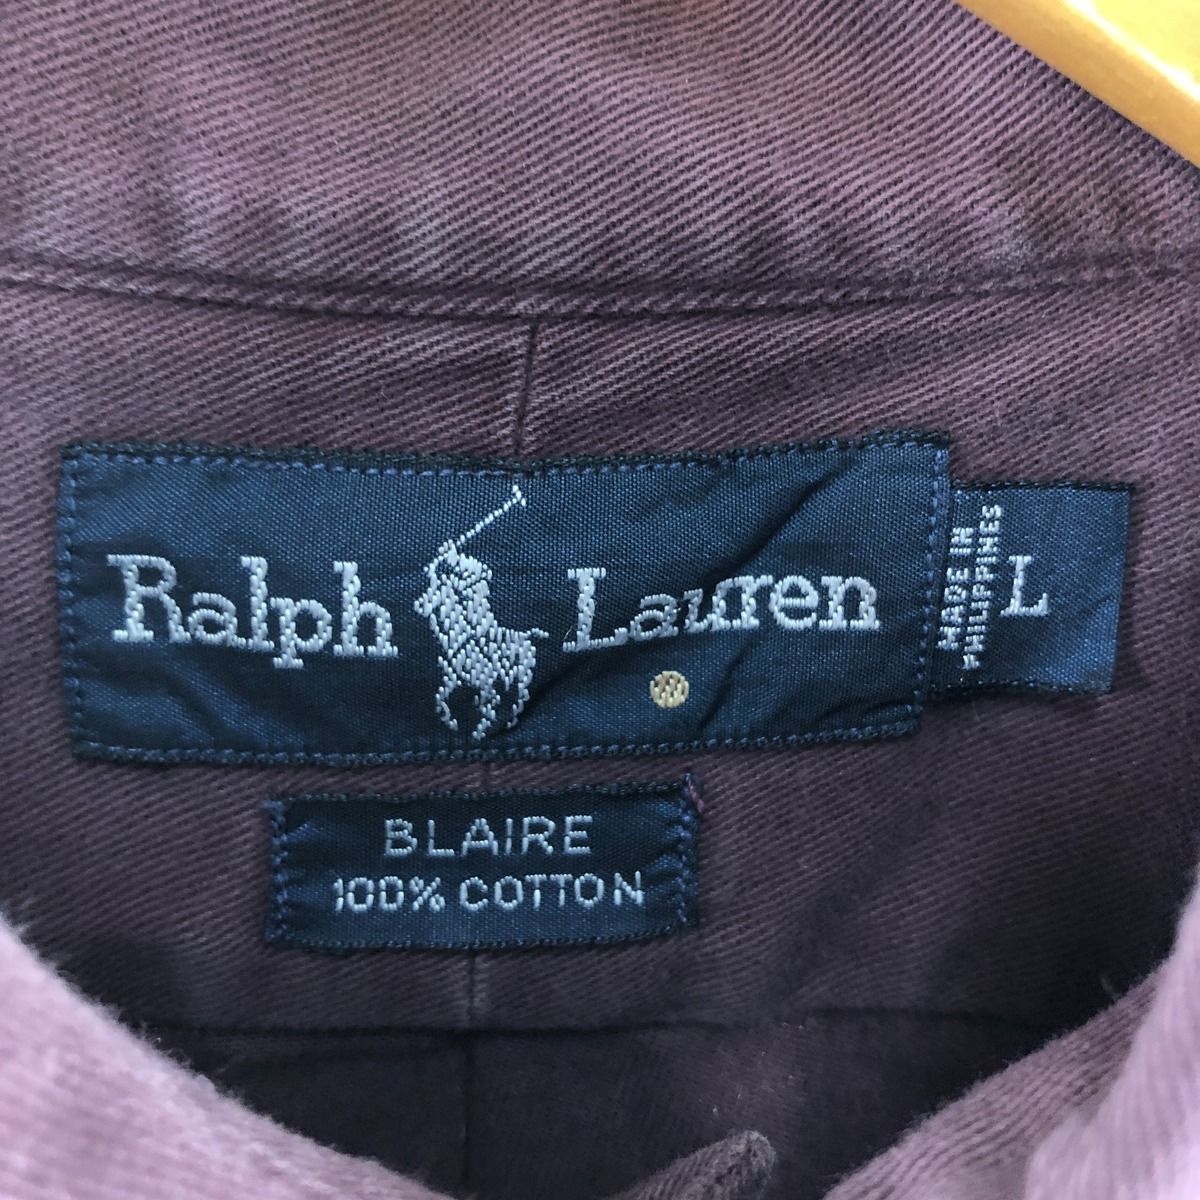 Ralph Lauren
MADE IN
PHILIPPINES
L
BLAIRE
100% COTTON